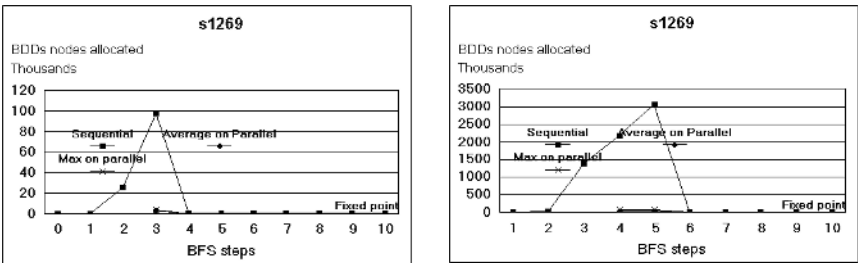 s1269
BDDs nodes allocated
Thousands
120
100
80
60
40
20
0
Sequential
Average on Parallel
Max on parallel
Fixed point
0 1 2 3 4 5 6 7 8 9 10
BFS steps
s1269
BDDs nodes allocated
Thousands
3500
3000
2500
2000
1500
1000
500
0
Sequential
Average on Parallel
Max on parallel
Fixed point
1 2 3 4 5 6 7 8 9 10
BFS steps